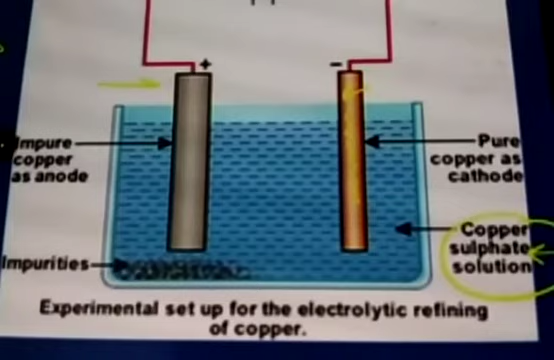 +
−
Impure
copper
as anode
Pure
copper as
cathode
Copper
sulphate
solution
Impurities
Experimental set up for the electrolytic refining
of copper.